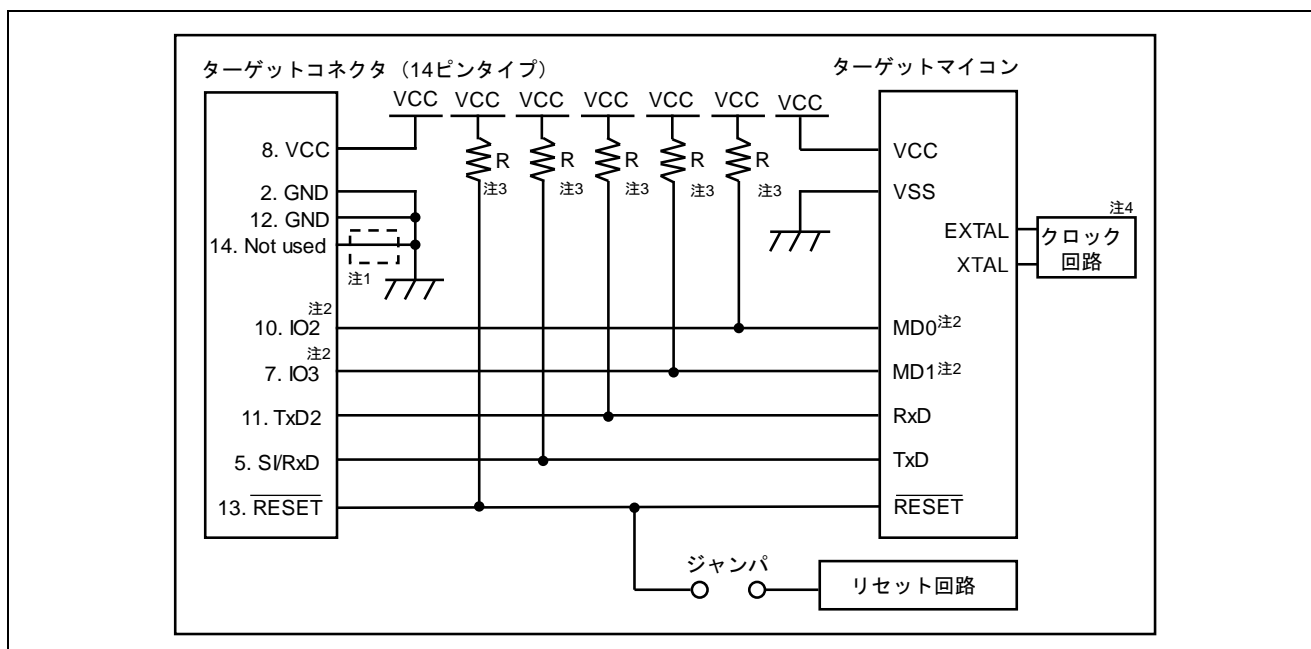 ターゲットコネクタ（14ピンタイプ）
ターゲットマイコン
VCC VCC VCC VCC VCC VCC VCC
8. VCC
R 注3
R 注3
R 注3
R 注3
R 注3
VCC
2. GND
VSS
12. GND
14. Not used
注1
EXTAL
XTAL
注4
クロック
回路
注2
10. IO2
MD0注2
注2
7. IO3
MD1注2
11. TxD2
RxD
5. SI/RxD
TxD
13. RESET
RESET
ジャンパ
リセット回路